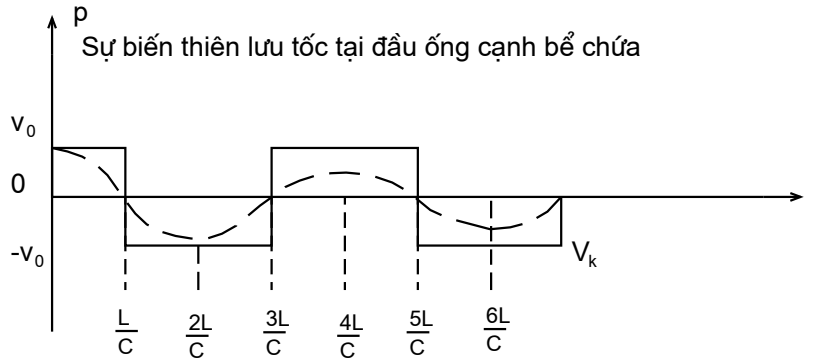 p
Sự biến thiên lưu tốc tại đầu ống cạnh bể chứa
v0
0
-v0
Vk
L/C 2L/C 3L/C 4L/C 5L/C 6L/C